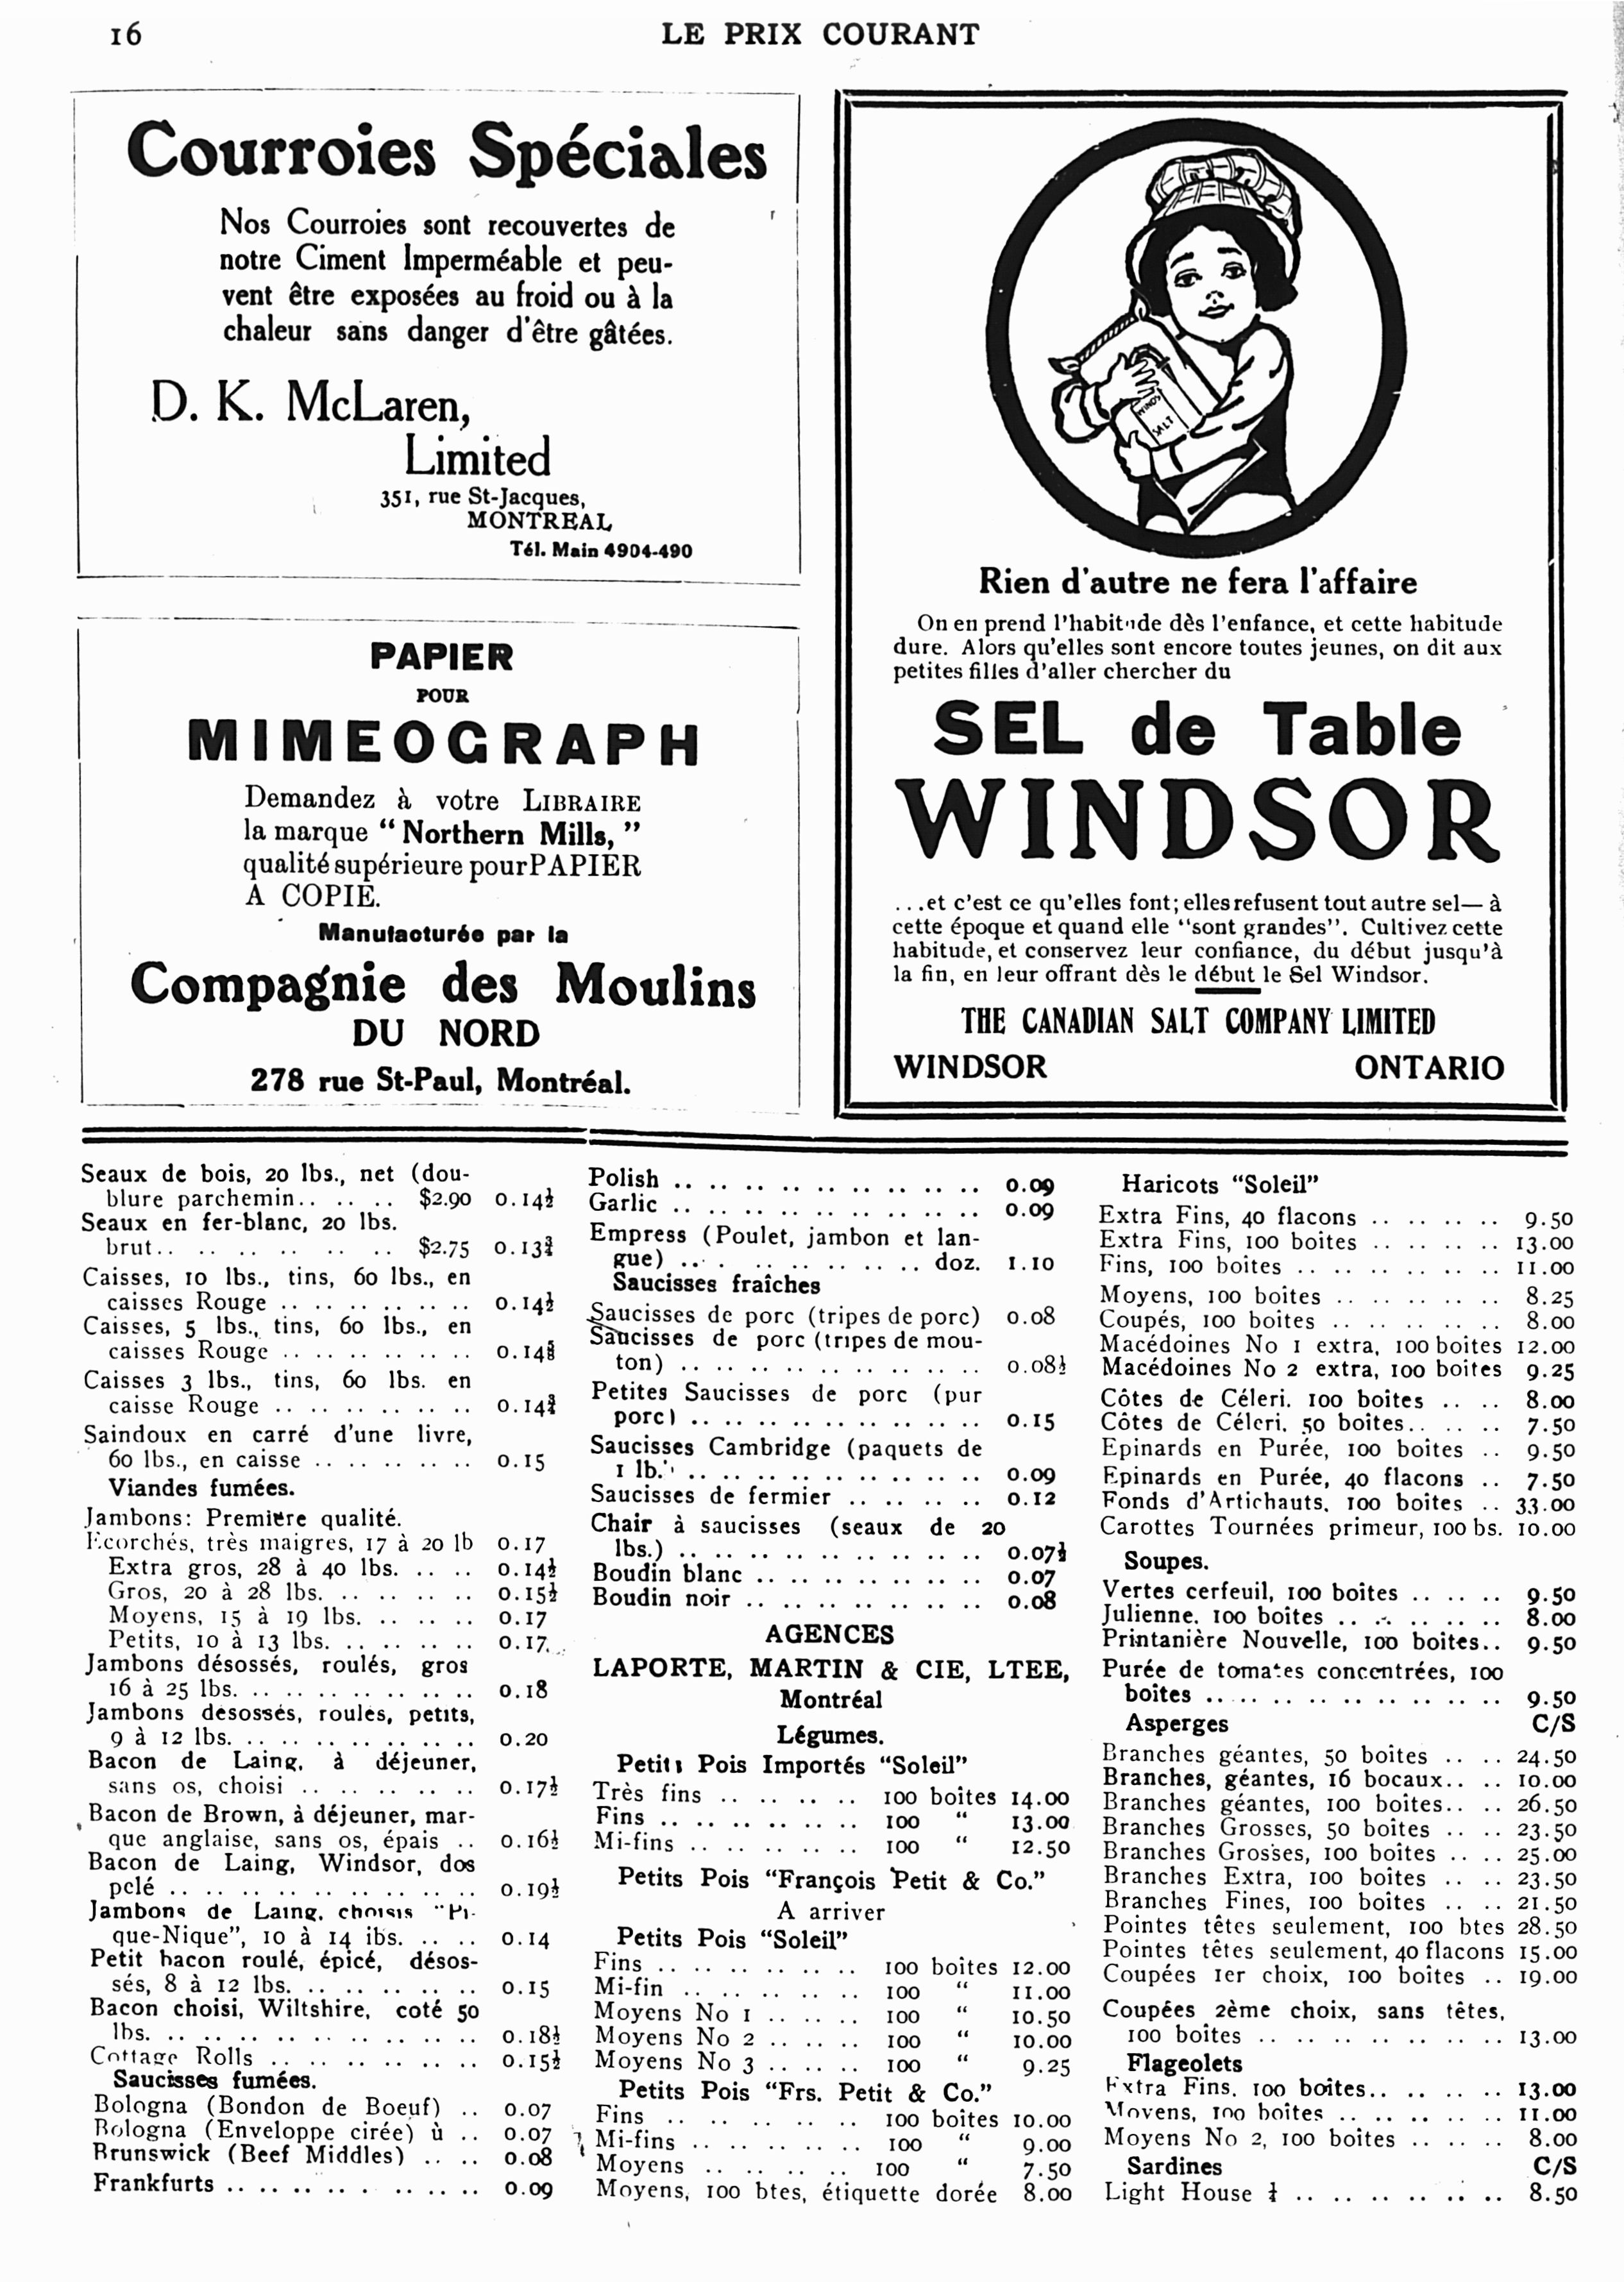 16
LE PRIX COURANT
Courroies Spéciales
Nos Courroies sont recouvertes de
notre Ciment Imperméable et peu-
vent être exposées au froid ou à la
chaleur sans danger d'être gâtées.
D. K. McLaren,
Limited
351, rue St-Jacques,
MONTREAL
Tél. Main 4904-490
PAPIER
POUR
MIMEOGRAPH
Demandez à votre LIBRAIRE
la marque “Northern Mills,”
qualité supérieure pour PAPIER
A COPIE.
Manufacturée par la
Compagnie des Moulins
DU NORD
278 rue St-Paul, Montréal.
WINDS
SALT
Rien d'autre ne fera l'affaire
On en prend l'habitude dès l'enfance, et cette habitude
dure. Alors qu'elles sont encore toutes jeunes, on dit aux
petites filles d'aller chercher du
SEL de Table
WINDSOR
...et c'est ce qu'elles font; elles refusent tout autre sel— à
cette époque et quand elle “sont grandes”. Cultivez cette
habitude, et conservez leur confiance, du début jusqu'à
la fin, en leur offrant dès le début le Sel Windsor.
THE CANADIAN SALT COMPANY LIMITED
WINDSOR ONTARIO
Seaux de bois, 20 lbs., net (dou-
blure parchemin.. .. .. .. $2.90 0.14½
Seaux en fer-blanc, 20 lbs.
brut.. .. .. .. .. .. .. $2.75 0.13¾
Caisses, 10 lbs., tins, 60 lbs., en
caisses Rouge .. .. .. .. .. .. .. 0.14½
Caisses, 5 lbs., tins, 60 lbs., en
caisses Rouge .. .. .. .. .. .. .. 0.14⅝
Caisses 3 lbs., tins, 60 lbs. en
caisse Rouge .. .. .. .. .. .. .. 0.14¾
Saindoux en carré d'une livre,
60 lbs., en caisse .. .. .. .. .. .. 0.15
Viandes fumées.
Jambons: Première qualité.
Ecorchés, très maigres, 17 à 20 lb 0.17
Extra gros, 28 à 40 lbs. .. .. 0.14½
Gros, 20 à 28 lbs. .. .. .. .. .. 0.15½
Moyens, 15 à 19 lbs. .. .. .. .. 0.17
Petits, 10 à 13 lbs. .. .. .. .. .. 0.17
Jambons désossés, roulés, gros
16 à 25 lbs. .. .. .. .. .. .. .. .. 0.18
Jambons désossés, roulés, petits,
9 à 12 lbs. .. .. .. .. .. .. .. .. 0.20
Bacon de Laing, à déjeuner,
sans os, choisi .. .. .. .. .. .. 0.17½
Bacon de Brown, à déjeuner, mar-
que anglaise, sans os, épais .. 0.16½
Bacon de Laing, Windsor, dos
pelé .. .. .. .. .. .. .. .. .. .. 0.19½
Jambons de Laing, choisis “Pi-
que-Nique”, 10 à 14 lbs. .. .. 0.14
Petit bacon roulé, épicé, désos-
sés, 8 à 12 lbs. .. .. .. .. .. .. 0.15
Bacon choisi, Wiltshire, coté 50
lbs. .. .. .. .. .. .. .. .. .. .. 0.18½
Cottage Rolls .. .. .. .. .. .. .. 0.15½
Saucisses fumées.
Bologna (Bondon de Boeuf) .. 0.07
Bologna (Enveloppe cirée) ù .. 0.07
Brunswick (Beef Middles) .. .. 0.08
Frankfurts .. .. .. .. .. .. .. .. 0.09
Polish .. .. .. .. .. .. .. .. .. .. 0.09
Garlic .. .. .. .. .. .. .. .. .. .. 0.09
Empress (Poulet, jambon et lan-
gue) .. .. .. .. .. .. .. .. doz. 1.10
Saucisses fraîches
Saucisses de porc (tripes de porc) 0.08
Saucisses de porc (tripes de mou-
ton) .. .. .. .. .. .. .. .. .. .. 0.08½
Petites Saucisses de porc (pur
porc) .. .. .. .. .. .. .. .. .. 0.15
Saucisses Cambridge (paquets de
1 lb. .. .. .. .. .. .. .. .. .. .. 0.09
Saucisses de fermier .. .. .. .. .. 0.12
Chair à saucisses (seaux de 20
lbs.) .. .. .. .. .. .. .. .. .. .. 0.07½
Boudin blanc .. .. .. .. .. .. .. .. 0.07
Boudin noir .. .. .. .. .. .. .. .. 0.08
AGENCES
LAPORTE, MARTIN & CIE, LTEE,
Montréal
Légumes.
Petits Pois Importés “Soleil”
Très fins .. .. .. .. .. 100 boîtes 14.00
Fins .. .. .. .. .. .. .. 100 “ 13.00
Mi-fins .. .. .. .. .. .. 100 “ 12.50
Petits Pois “François Petit & Co.”
A arriver
Petits Pois “Soleil”
Fins .. .. .. .. .. .. .. 100 boîtes 12.00
Mi-fin .. .. .. .. .. .. 100 “ 11.00
Moyens No 1 .. .. .. .. 100 “ 10.50
Moyens No 2 .. .. .. .. 100 “ 10.00
Moyens No 3 .. .. .. .. 100 “ 9.25
Petits Pois “Frs. Petit & Co.”
Fins .. .. .. .. .. .. .. 100 boîtes 10.00
Mi-fins .. .. .. .. .. .. 100 “ 9.00
Moyens .. .. .. .. .. 100 “ 7.50
Moyens, 100 btes, étiquette dorée 8.00
Haricots “Soleil”
Extra Fins, 40 flacons .. .. .. .. 9.50
Extra Fins, 100 boîtes .. .. .. .. 13.00
Fins, 100 boîtes .. .. .. .. .. .. 11.00
Moyens, 100 boîtes .. .. .. .. .. 8.25
Coupés, 100 boîtes .. .. .. .. .. 8.00
Macédoines No 1 extra, 100 boîtes 12.00
Macédoines No 2 extra, 100 boîtes 9.25
Côtes de Céleri, 100 boîtes .. .. 8.00
Côtes de Céleri, 50 boîtes.. .. .. 7.50
Epinards en Purée, 100 boîtes .. 9.50
Epinards en Purée, 40 flacons .. 7.50
Fonds d'Artichauts, 100 boîtes .. 33.00
Carottes Tournées primeur, 100 bs. 10.00
Soupes.
Vertes cerfeuil, 100 boîtes .. .. .. 9.50
Julienne, 100 boîtes .. .. .. .. .. 8.00
Printanière Nouvelle, 100 boîtes.. 9.50
Purée de tomates concentrées, 100
boîtes .. .. .. .. .. .. .. .. .. 9.50
Asperges C/S
Branches géantes, 50 boîtes .. .. 24.50
Branches, géantes, 16 bocaux.. .. 10.00
Branches géantes, 100 boîtes.. .. 26.50
Branches Grosses, 50 boîtes .. .. 23.50
Branches Grosses, 100 boîtes .. .. 25.00
Branches Extra, 100 boîtes .. .. 23.50
Branches Fines, 100 boîtes .. .. 21.50
Pointes têtes seulement, 100 btes 28.50
Pointes têtes seulement, 40 flacons 15.00
Coupées 1er choix, 100 boîtes .. 19.00
Coupées 2ème choix, sans têtes,
100 boîtes .. .. .. .. .. .. .. 13.00
Flageolets
Extra Fins, 100 boîtes.. .. .. .. 13.00
Moyens, 100 boîtes .. .. .. .. .. 11.00
Moyens No 2, 100 boîtes .. .. .. 8.00
Sardines C/S
Light House ¼ .. .. .. .. .. .. .. 8.50